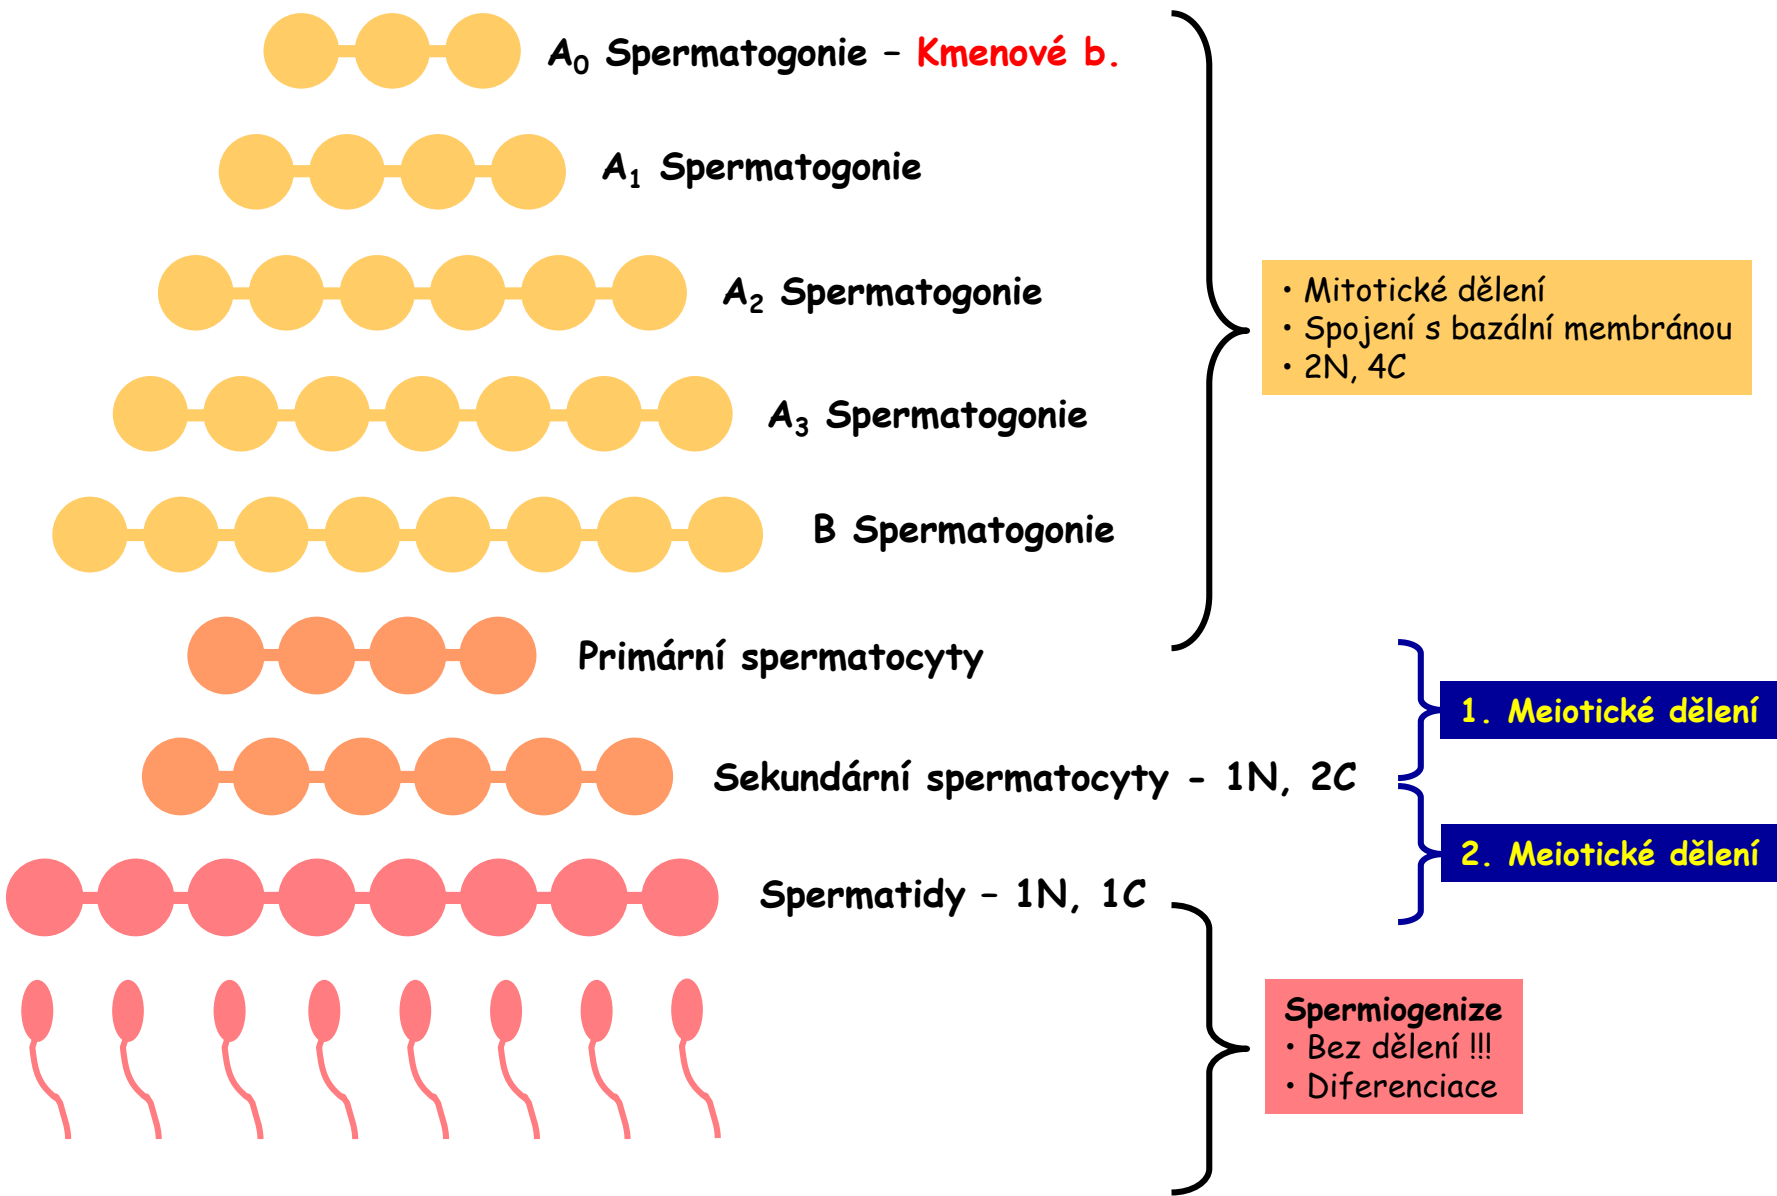 A₀ Spermatogonie – Kmenové b.
A₁ Spermatogonie
A₂ Spermatogonie
• Mitotické dělení
• Spojení s bazální membránou
• 2N, 4C
A₃ Spermatogonie
B Spermatogonie
Primární spermatocyty
1. Meiotické dělení
Sekundární spermatocyty - 1N, 2C
2. Meiotické dělení
Spermatidy – 1N, 1C
Spermiogenize
• Bez dělení !!!
• Diferenciace